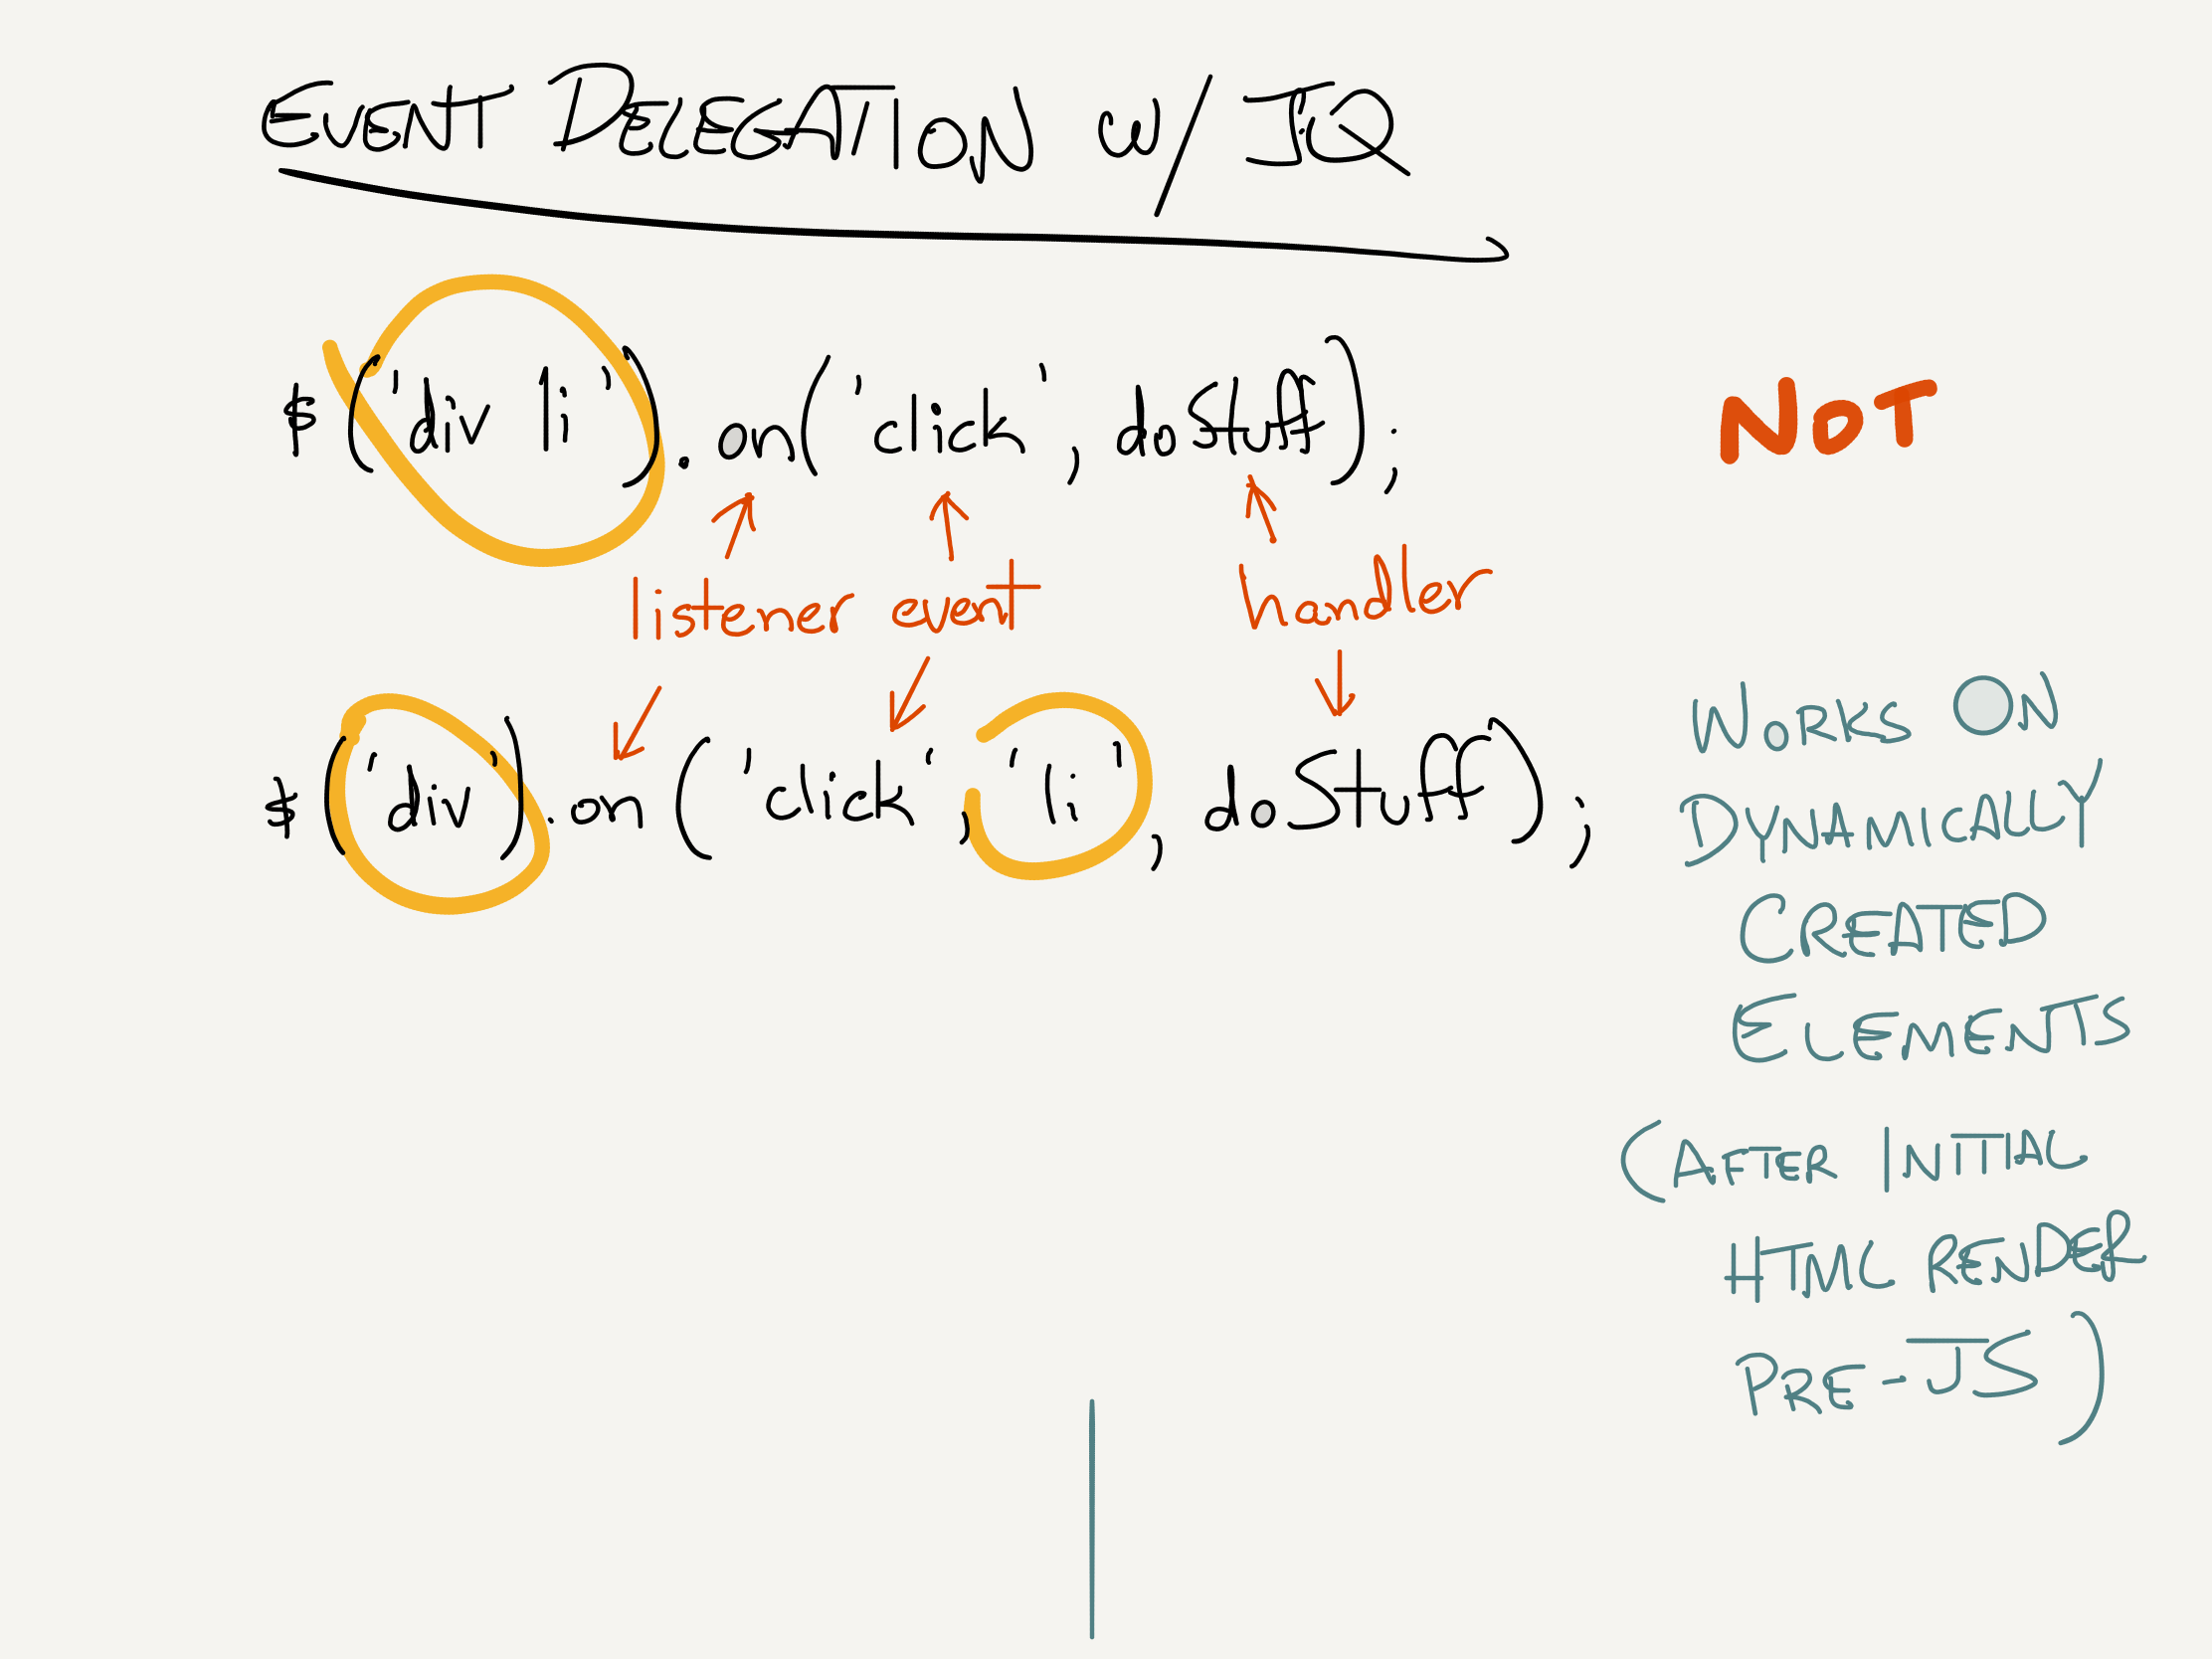 EVENT DELEGATION w/ JQ
$('div li').on('click', doStuff); NOT
listener event handler
$('div').on('click', 'li', doStuff);
WORKS ON
DYNAMICALLY
CREATED
ELEMENTS
(AFTER INITIAL
HTML RENDER
PRE-JS)